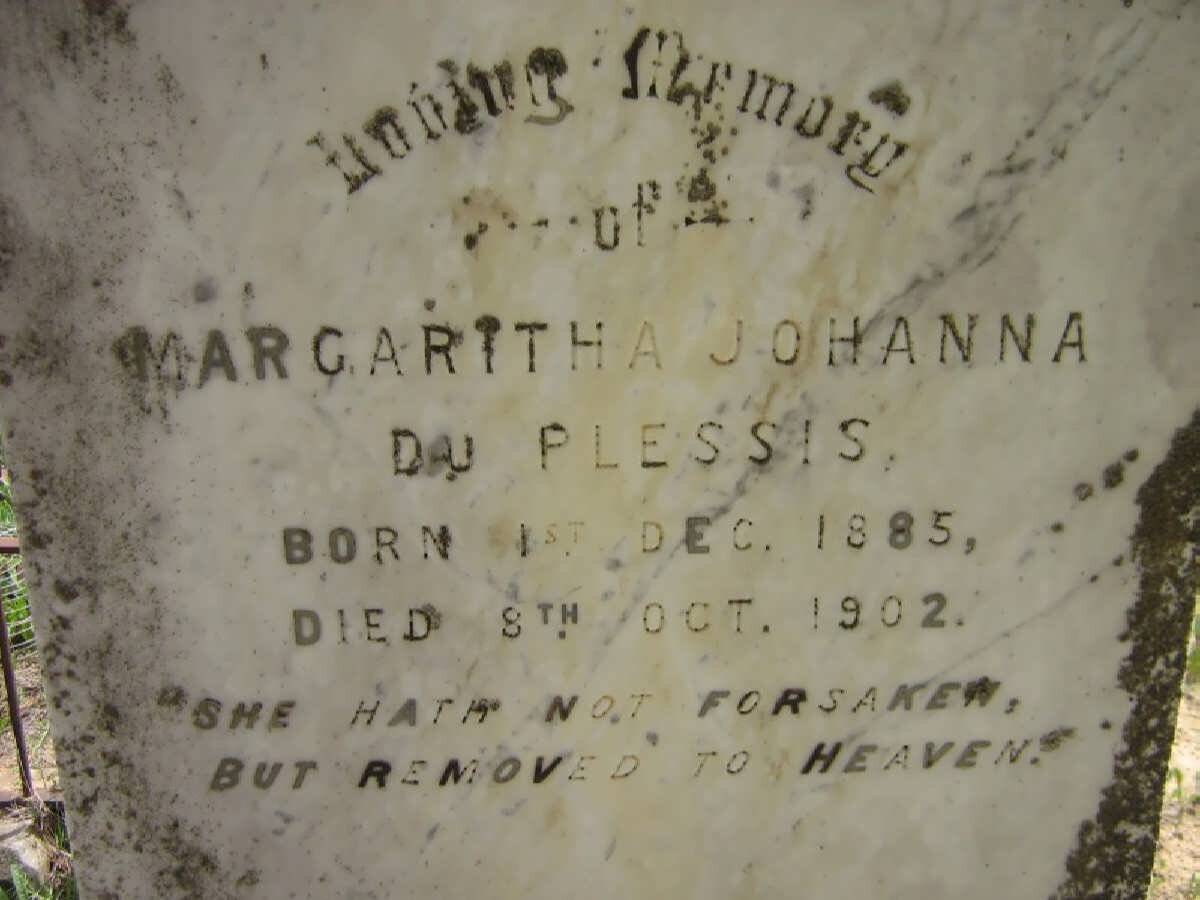 Loving Memory
of
MARGARITHA JOHANNA
DU PLESSIS.
BORN 1ST DEC. 1885,
DIED 8TH OCT. 1902.
"SHE HATH NOT FORSAKEN,
BUT REMOVED TO HEAVEN."